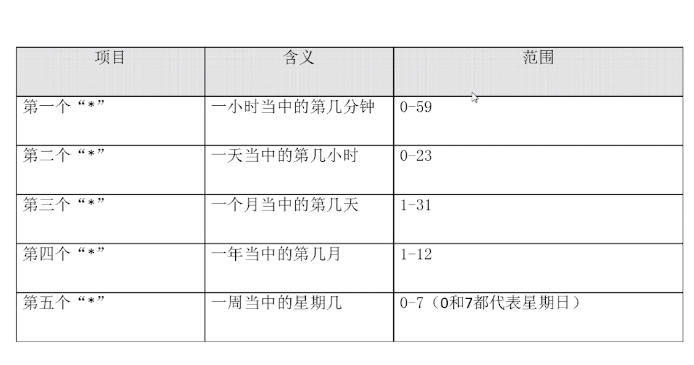 项目 含义 范围
第一个“*” 一小时当中的第几分钟 0-59
第二个“*” 一天当中的第几小时 0-23
第三个“*” 一个月当中的第几天 1-31
第四个“*” 一年当中的第几月 1-12
第五个“*” 一周当中的星期几 0-7（0和7都代表星期日）